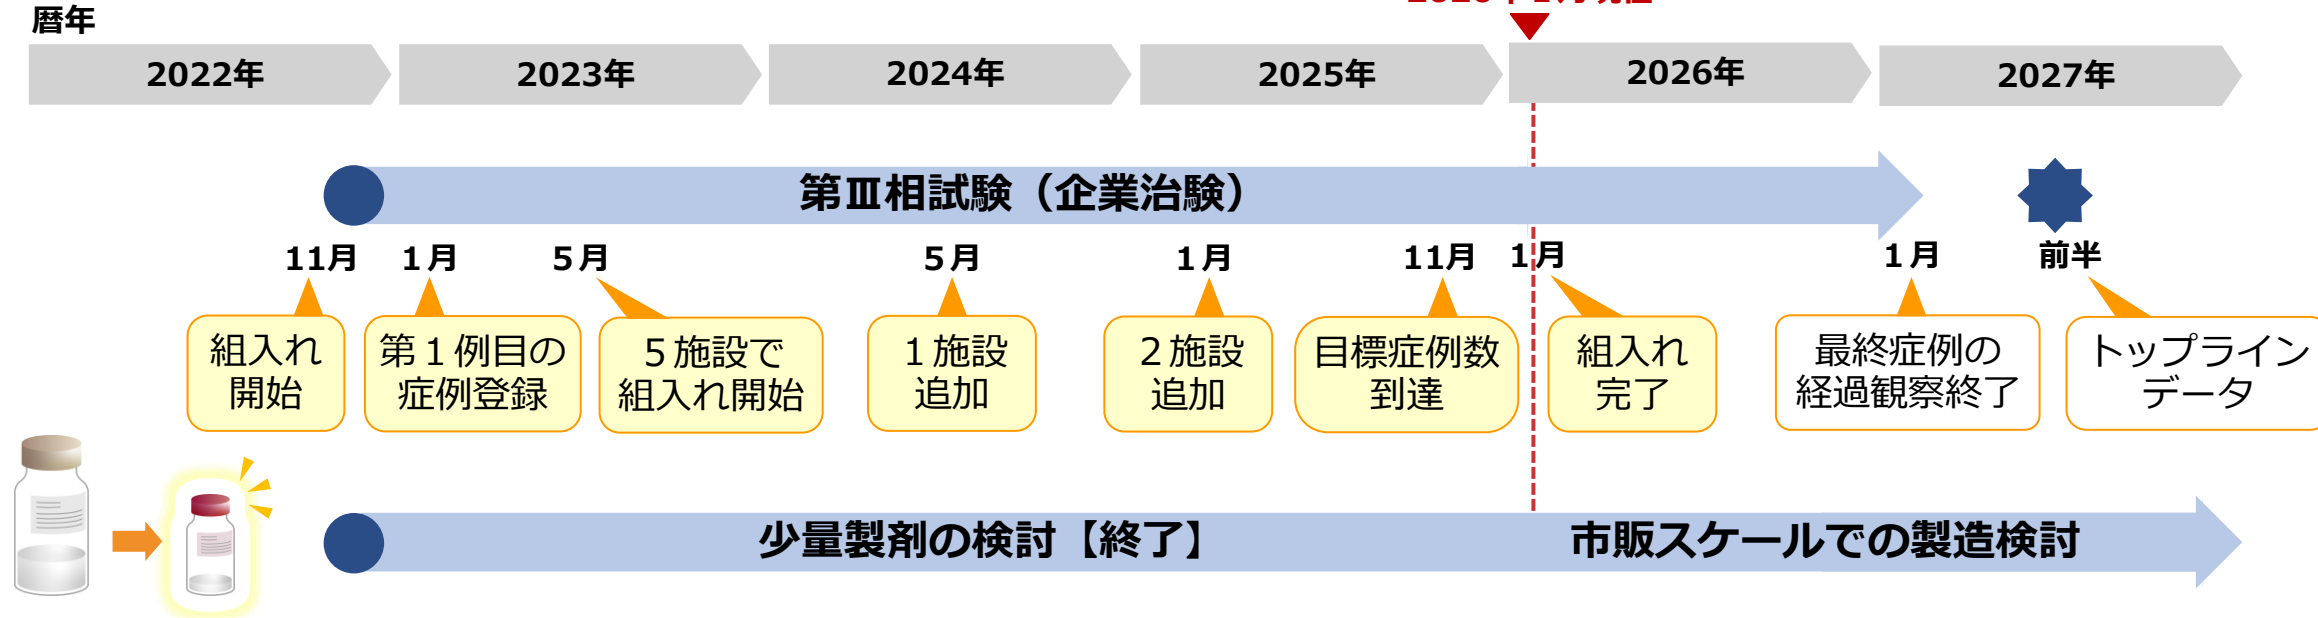 暦年
2022年
2023年
2024年
2025年
2026年
2027年
第Ⅲ相試験（企業治験）
11月
１月
５月
５月
１月
11月
１月
１月
前半
組入れ
開始
第１例目の
症例登録
５施設で
組入れ開始
１施設
追加
２施設
追加
目標症例数
到達
組入れ
完了
最終症例の
経過観察終了
トップライン
データ
少量製剤の検討【終了】
市販スケールでの製造検討